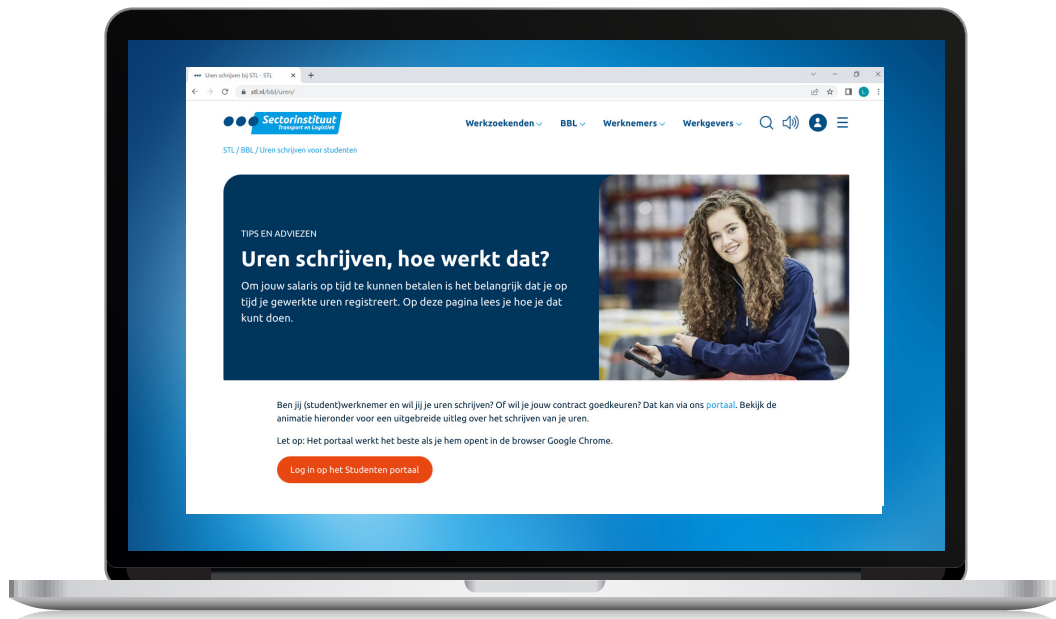 Uren schrijven bij STL - STL
stl.nl/bbl/uren/
L
Sectorinstituut
Transport en Logistiek
Werkzoekenden BBL Werknemers Werkgevers
STL / BBL / Uren schrijven voor studenten
TIPS EN ADVIEZEN
Uren schrijven, hoe werkt dat?
Om jouw salaris op tijd te kunnen betalen is het belangrijk dat je op
tijd je gewerkte uren registreert. Op deze pagina lees je hoe je dat
kunt doen.
Ben jij (student)werknemer en wil jij je uren schrijven? Of wil je jouw contract goedkeuren? Dat kan via ons portaal. Bekijk de
animatie hieronder voor een uitgebreide uitleg over het schrijven van je uren.
Let op: Het portaal werkt het beste als je hem opent in de browser Google Chrome.
Log in op het Studenten portaal